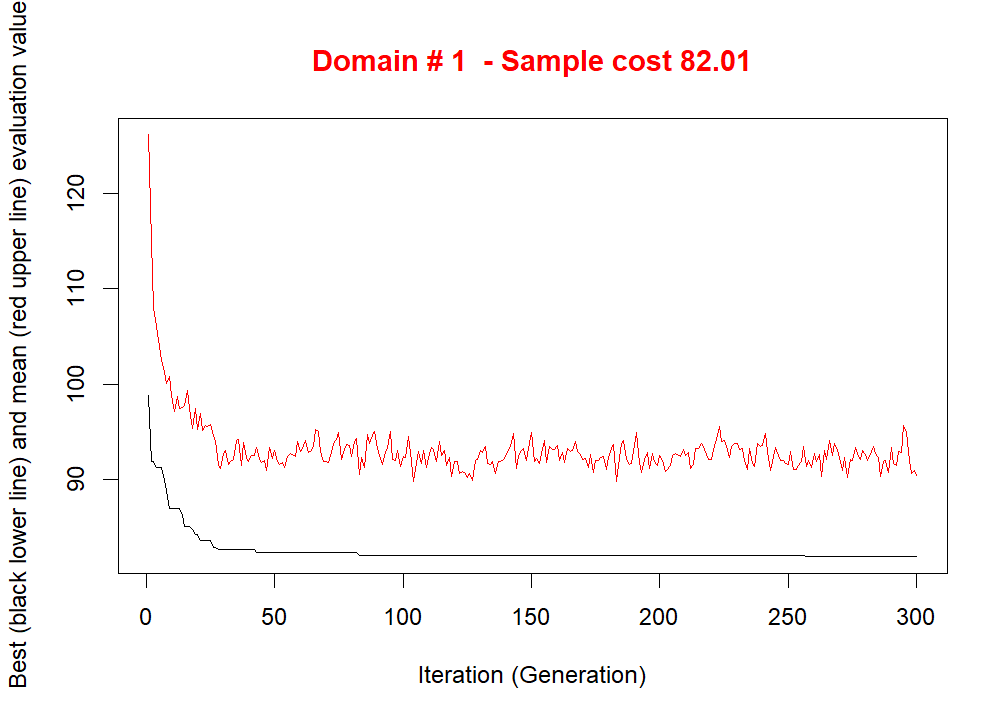 Domain # 1  - Sample cost 82.01
Best (black lower line) and mean (red upper line) evaluation value
120
110
100
90
0 50 100 150 200 250 300
Iteration (Generation)